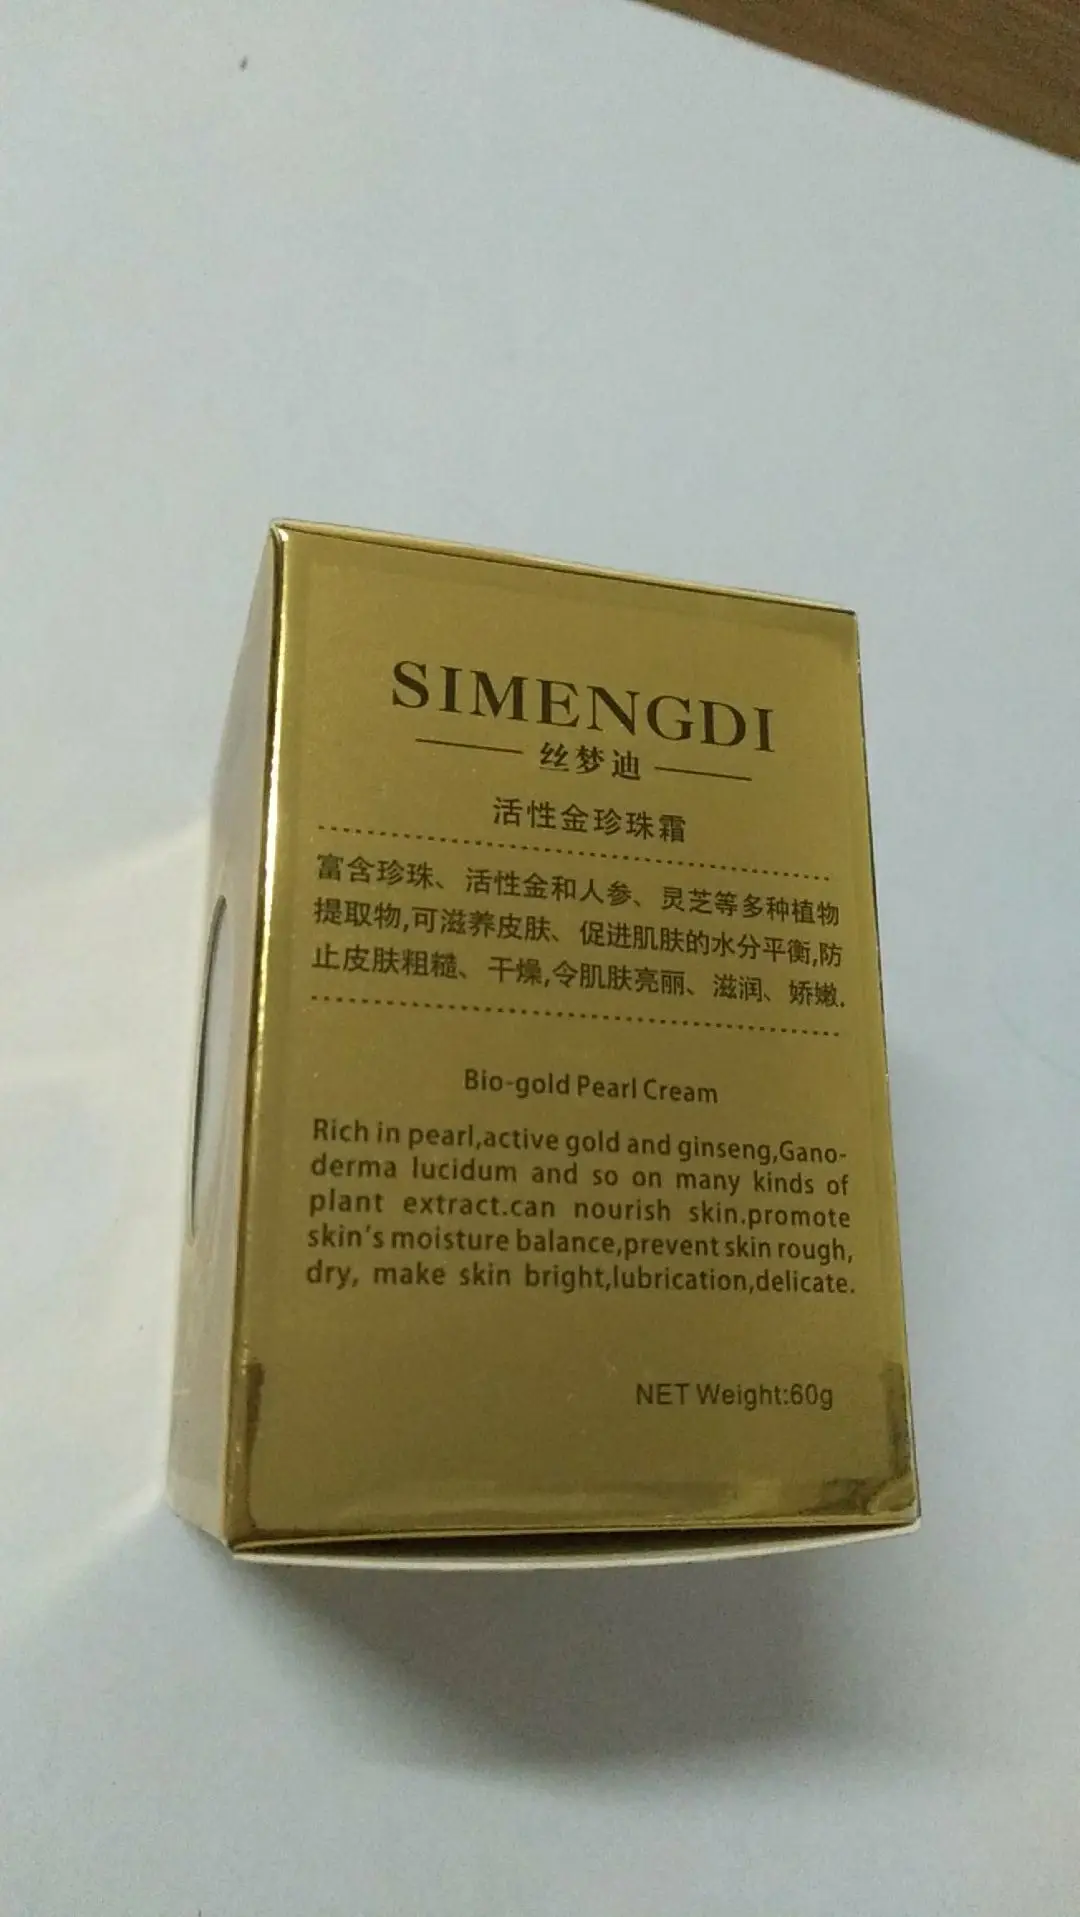 SIMENGDI
丝梦迪
活性金珍珠霜
富含珍珠、活性金和人参、灵芝等多种植物
提取物,可滋养皮肤、促进肌肤的水分平衡,防
止皮肤粗糙、干燥,令肌肤亮丽、滋润、娇嫩.
Bio-gold Pearl Cream
Rich in pearl,active gold and ginseng,Gano-
derma lucidum and so on many kinds of
plant extract.can nourish skin.promote
skin's moisture balance,prevent skin rough,
dry, make skin bright,lubrication,delicate.
NET Weight:60g